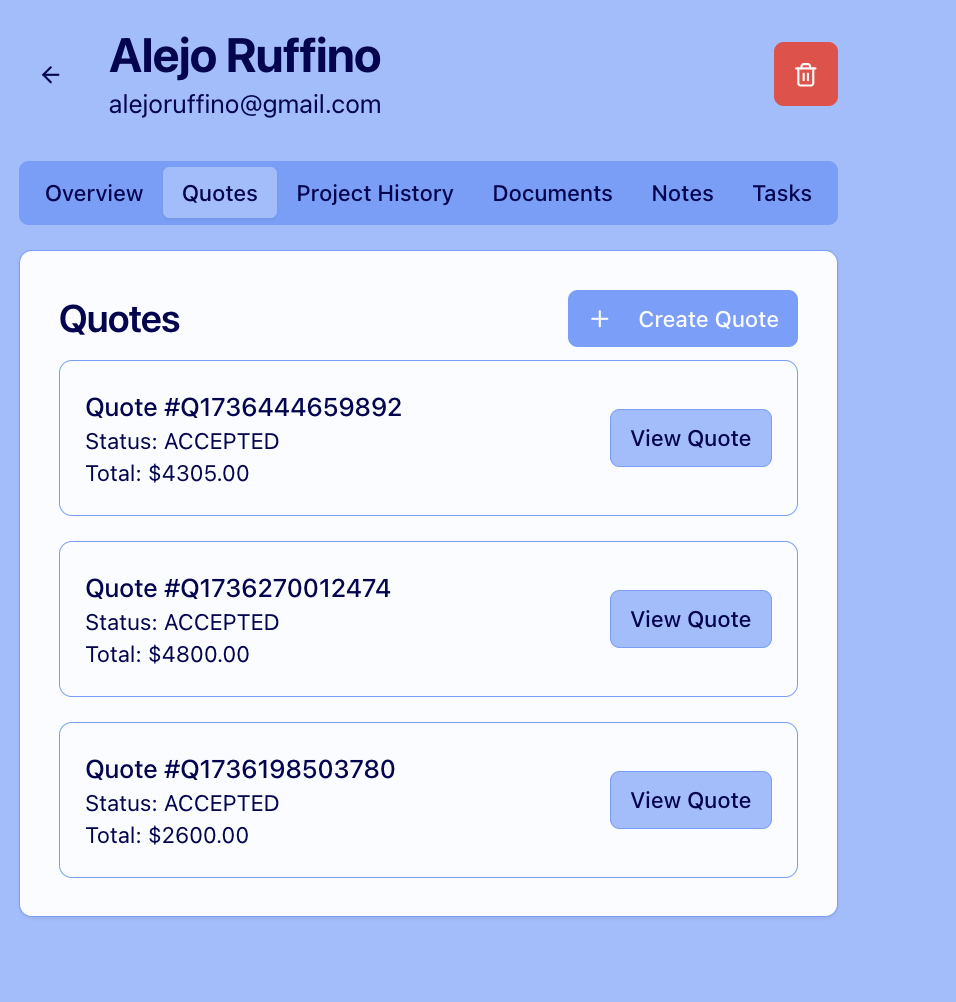 Alejo Ruffino
alejoruffino@gmail.com
Overview Quotes Project History Documents Notes Tasks
Quotes
+ Create Quote
Quote #Q1736444659892
Status: ACCEPTED
Total: $4305.00
View Quote
Quote #Q1736270012474
Status: ACCEPTED
Total: $4800.00
View Quote
Quote #Q1736198503780
Status: ACCEPTED
Total: $2600.00
View Quote